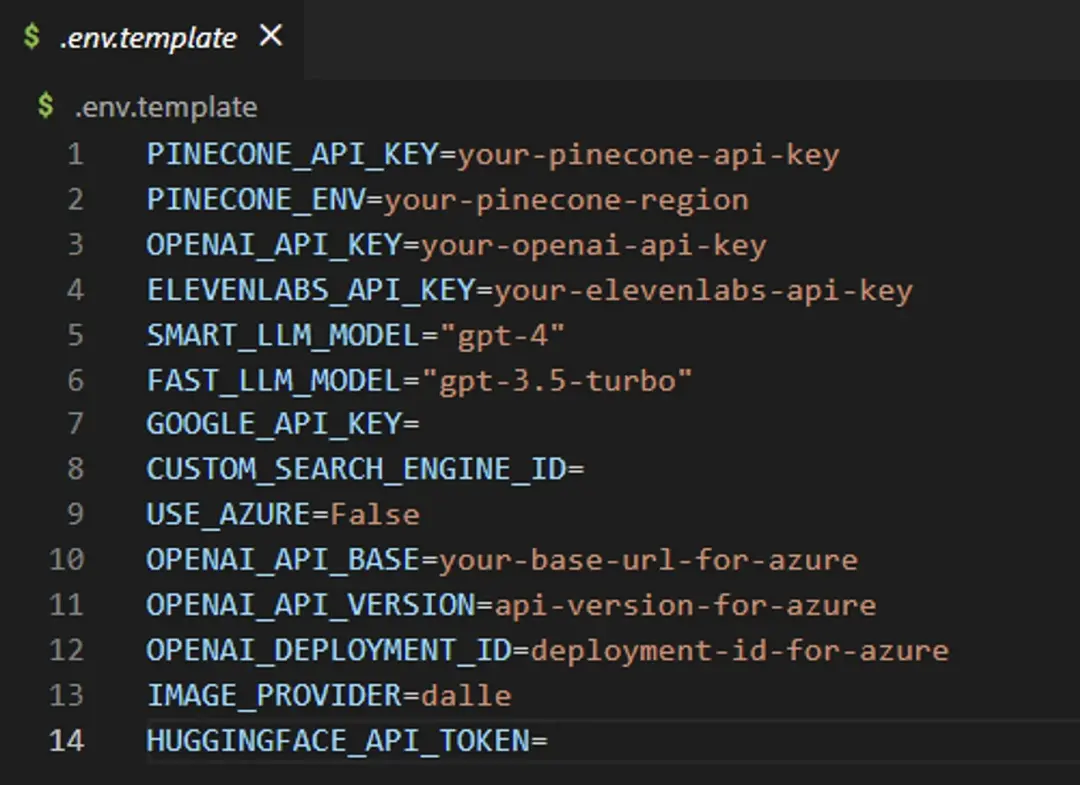 $ .env.template ×
$ .env.template
1 PINECONE_API_KEY=your-pinecone-api-key
2 PINECONE_ENV=your-pinecone-region
3 OPENAI_API_KEY=your-openai-api-key
4 ELEVENLABS_API_KEY=your-elevenlabs-api-key
5 SMART_LLM_MODEL="gpt-4"
6 FAST_LLM_MODEL="gpt-3.5-turbo"
7 GOOGLE_API_KEY=
8 CUSTOM_SEARCH_ENGINE_ID=
9 USE_AZURE=False
10 OPENAI_API_BASE=your-base-url-for-azure
11 OPENAI_API_VERSION=api-version-for-azure
12 OPENAI_DEPLOYMENT_ID=deployment-id-for-azure
13 IMAGE_PROVIDER=dalle
14 HUGGINGFACE_API_TOKEN=